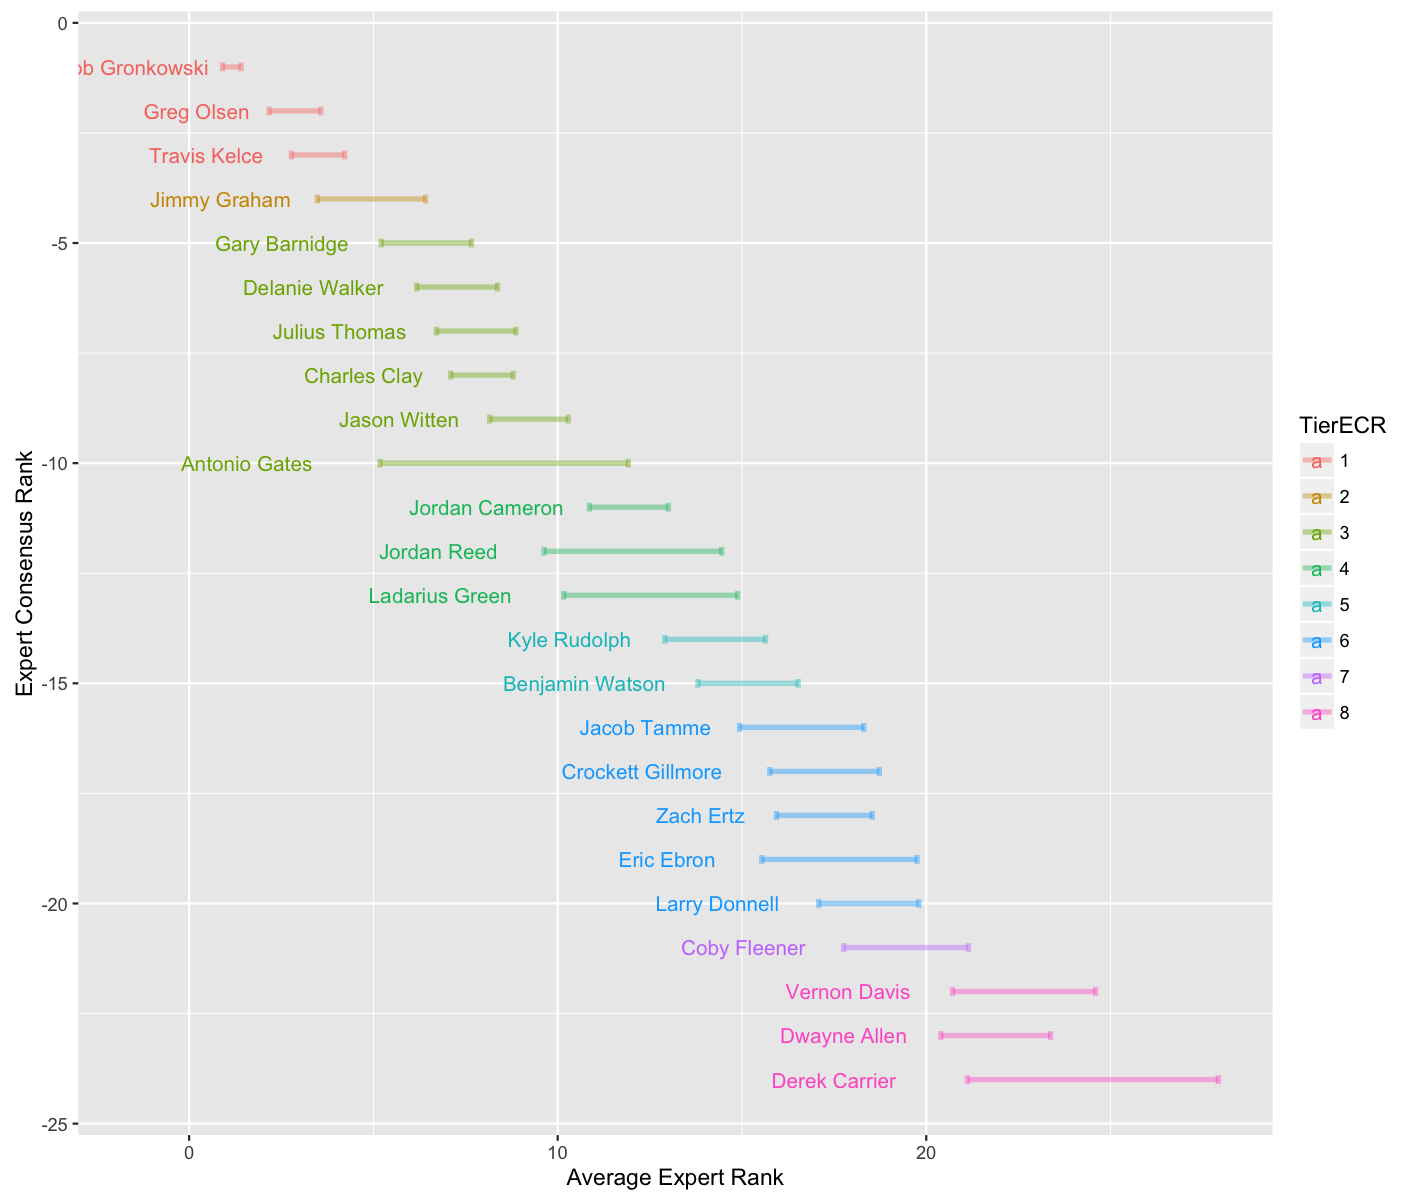 0
ob Gronkowski
Greg Olsen
Travis Kelce
Jimmy Graham
-5
Gary Barnidge
Delanie Walker
Julius Thomas
Charles Clay
Jason Witten
-10
Antonio Gates
Jordan Cameron
Jordan Reed
Ladarius Green
Kyle Rudolph
-15
Benjamin Watson
Jacob Tamme
Crockett Gillmore
Zach Ertz
Eric Ebron
-20
Larry Donnell
Coby Fleener
Vernon Davis
Dwayne Allen
Derek Carrier
-25
Expert Consensus Rank
0 10 20
Average Expert Rank
TierECR
a 1
a 2
a 3
a 4
a 5
a 6
a 7
a 8